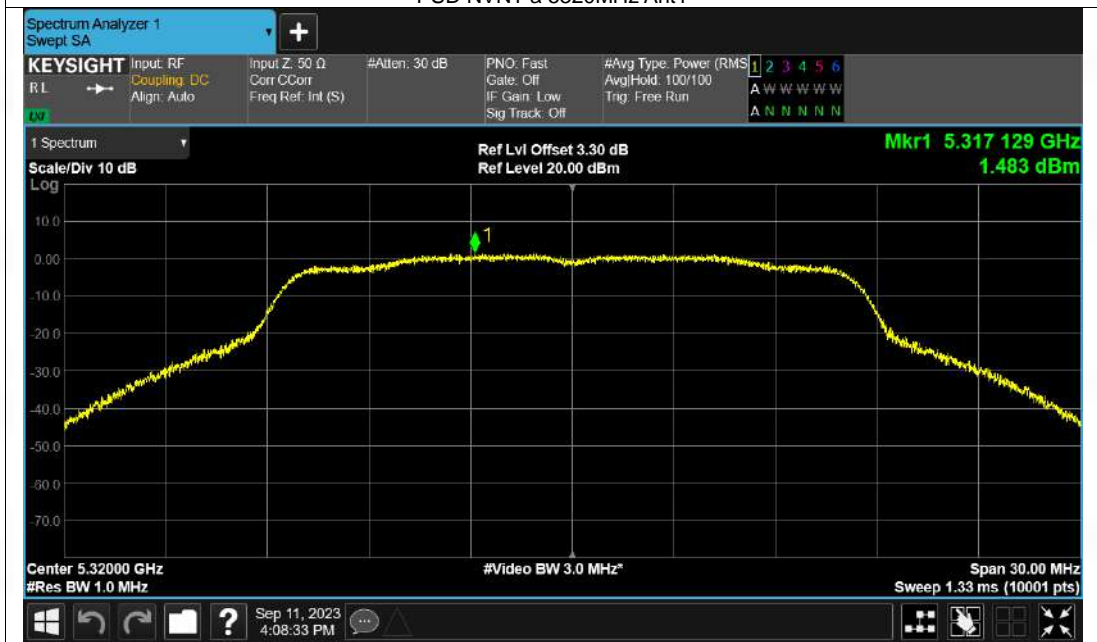 PSD NVNT a 5320MHz Ant1
Spectrum Analyzer 1
Swept SA
+
KEYSIGHT
RL
Input: RF
Coupling: DC
Align: Auto
Input Z: 50 Ω
Corr CCorr
Freq Ref: Int (S)
#Atten: 30 dB
PNO: Fast
Gate: Off
IF Gain: Low
Sig Track: Off
#Avg Type: Power (RMS
Avg|Hold: 100/100
Trig: Free Run
1 2 3 4 5 6
A W W W W W
A N N N N N
LXI
1 Spectrum
Scale/Div 10 dB
Log
Ref Lvl Offset 3.30 dB
Ref Level 20.00 dBm
Mkr1 5.317 129 GHz
1.483 dBm
10.0
0.00
-10.0
-20.0
-30.0
-40.0
-50.0
-60.0
-70.0
1
Center 5.32000 GHz
#Res BW 1.0 MHz
#Video BW 3.0 MHz*
Span 30.00 MHz
Sweep 1.33 ms (10001 pts)
?
Sep 11, 2023
4:08:33 PM